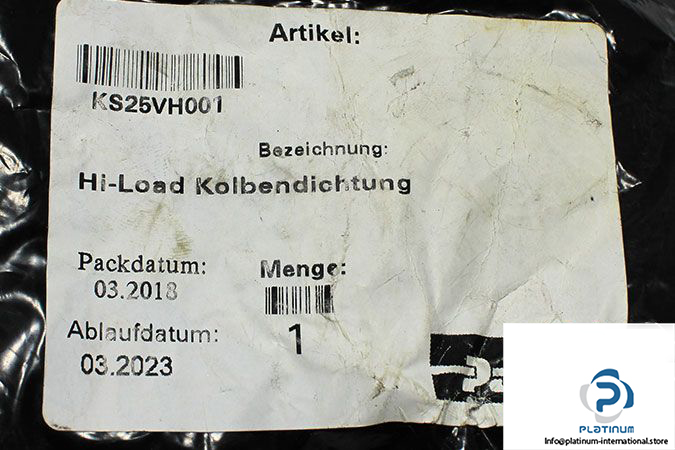 Artikel:
KS25VH001
Bezeichnung:
Hi-Load Kolbendichtung
Packdatum:
03.2018
Menge:
1
Ablaufdatum:
03.2023
PLATINUM
Info@platinum-international.store